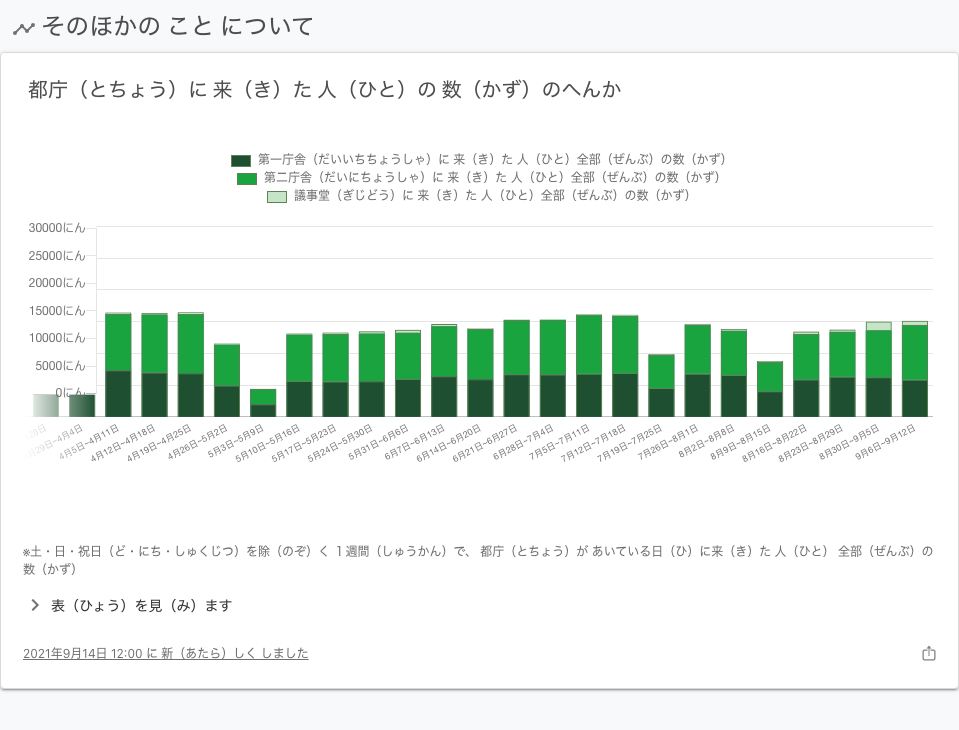 そのほかの こと について
都庁（とちょう）に 来（き）た 人（ひと）の 数（かず）のへんか
第一庁舎（だいいちちょうしゃ）に 来（き）た 人（ひと）全部（ぜんぶ）の数（かず）
第二庁舎（だいにちょうしゃ）に 来（き）た 人（ひと）全部（ぜんぶ）の数（かず）
議事堂（ぎじどう）に 来（き）た 人（ひと）全部（ぜんぶ）の数（かず）
30000にん
25000にん
20000にん
15000にん
10000にん
5000にん
0にん
4月5日~4月11日
4月12日~4月18日
4月19日~4月25日
4月26日~5月2日
5月3日~5月9日
5月10日~5月16日
5月17日~5月23日
5月24日~5月30日
5月31日~6月6日
6月7日~6月13日
6月14日~6月20日
6月21日~6月27日
6月28日~7月4日
7月5日~7月11日
7月12日~7月18日
7月19日~7月25日
7月26日~8月1日
8月2日~8月8日
8月9日~8月15日
8月16日~8月22日
8月23日~8月29日
8月30日~9月5日
9月6日~9月12日
※土・日・祝日（ど・にち・しゅくじつ）を除（のぞ）く １週間（しゅうかん）で、 都庁（とちょう）が あいている日（ひ）に来（き）た 人（ひと） 全部（ぜんぶ）の
数（かず）
表（ひょう）を見（み）ます
2021年9月14日 12:00 に 新（あたら）しく しました